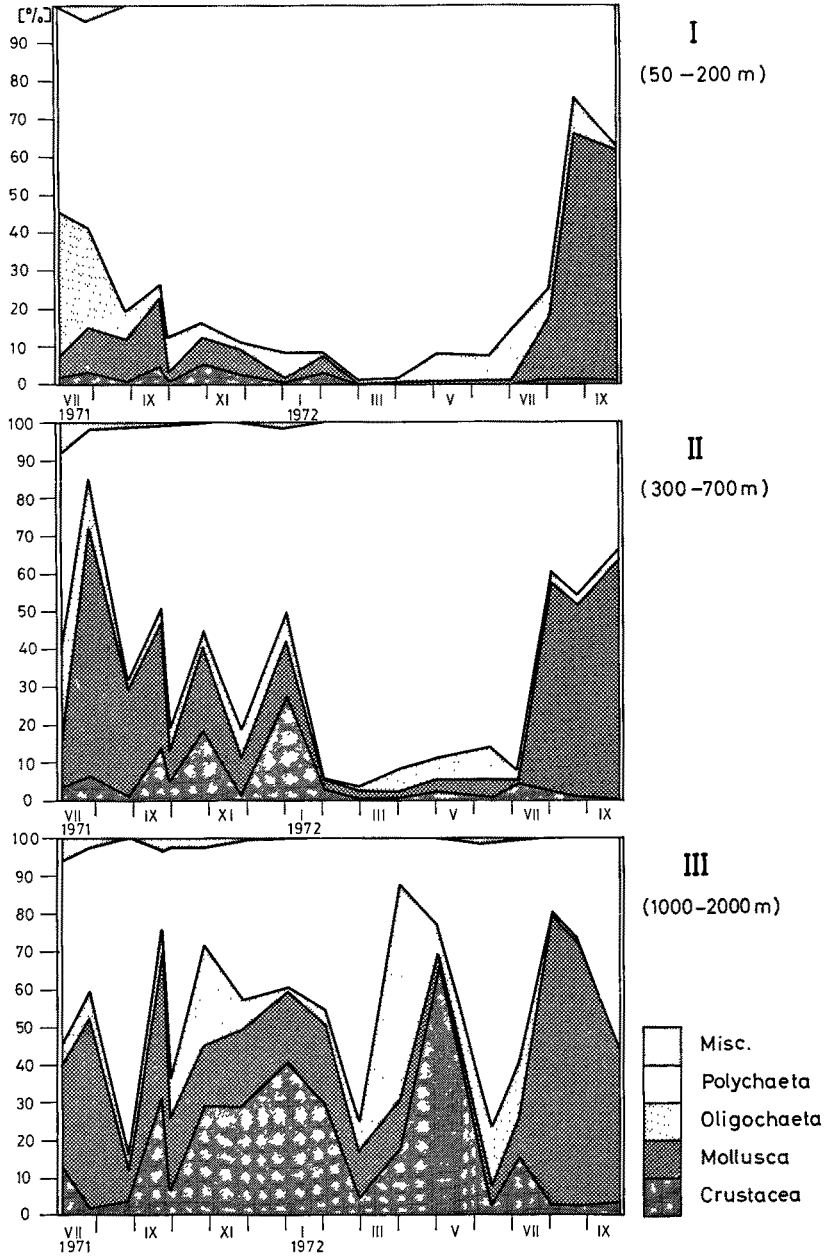 [%]
90
80
70
60
50
40
30
20
10
0
VII IX XI I III V VII IX
1971 1972
I
(50–200 m)
100
90
80
70
60
50
40
30
20
10
0
VII IX XI I III V VII IX
1971 1972
II
(300–700 m)
100
90
80
70
60
50
40
30
20
10
0
VII IX XI I III V VII IX
1971 1972
III
(1000–2000 m)
Misc.
Polychaeta
Oligochaeta
Mollusca
Crustacea